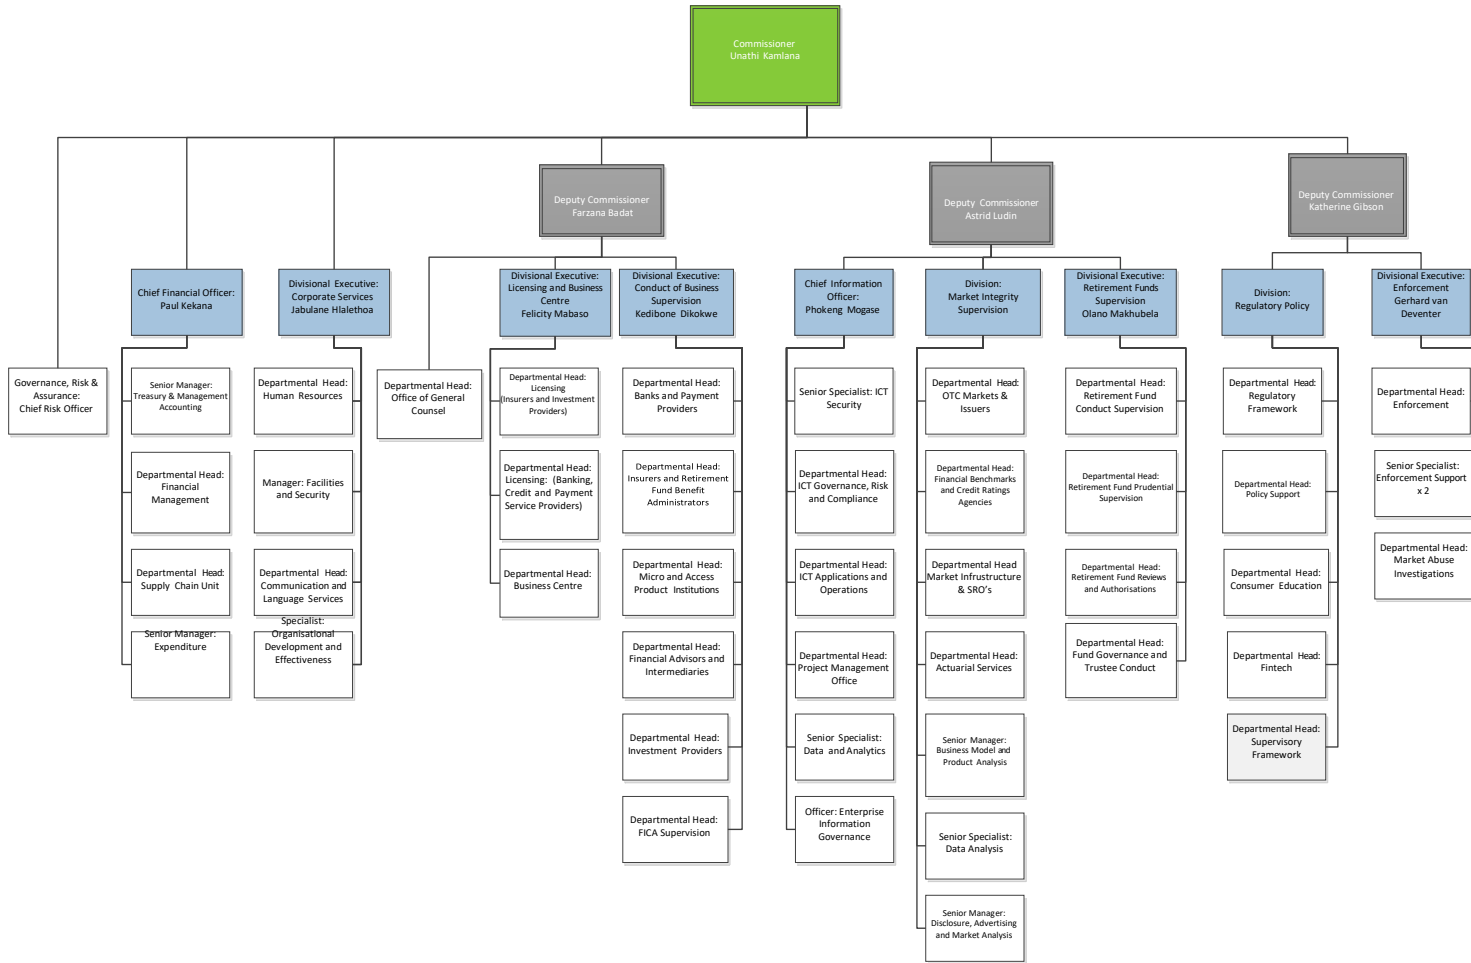 Commissioner
Unathi Kamlana
Deputy Commissioner
Farzana Badat
Deputy Commissioner
Astrid Ludin
Deputy Commissioner
Katherine Gibson
Chief Financial Officer:
Paul Kekana
Divisional Executive:
Corporate Services
Jabulane Hlalethoa
Divisional Executive:
Licensing and Business
Centre
Felicity Mabaso
Divisional Executive:
Conduct of Business
Supervision
Kedibone Dikokwe
Chief Information
Officer:
Phokeng Mogase
Division:
Market Integrity
Supervision
Divisional Executive:
Retirement Funds
Supervision
Olano Makhubela
Division:
Regulatory Policy
Divisional Executive:
Enforcement
Gerhard van
Deventer
Governance, Risk &
Assurance:
Chief Risk Officer
Senior Manager:
Treasury & Management
Accounting
Departmental Head:
Financial
Management
Departmental Head:
Supply Chain Unit
Senior Manager:
Expenditure
Departmental Head:
Human Resources
Manager: Facilities
and Security
Departmental Head:
Communication and
Language Services
Specialist:
Organisational
Development and
Effectiveness
Departmental Head:
Office of General
Counsel
Departmental Head:
Licensing
(Insurers and Investment
Providers)
Departmental Head:
Licensing: (Banking,
Credit and Payment
Service Providers)
Departmental Head:
Business Centre
Departmental Head:
Banks and Payment
Providers
Departmental Head:
Insurers and Retirement
Fund Benefit
Administrators
Departmental Head:
Micro and Access
Product Institutions
Departmental Head:
Financial Advisors and
Intermediaries
Departmental Head:
Investment Providers
Departmental Head:
FICA Supervision
Senior Specialist: ICT
Security
Departmental Head:
ICT Governance, Risk
and Compliance
Departmental Head:
ICT Applications and
Operations
Departmental Head:
Project Management
Office
Senior Specialist:
Data and Analytics
Officer: Enterprise
Information
Governance
Departmental Head:
OTC Markets &
Issuers
Departmental Head:
Financial Benchmarks
and Credit Ratings
Agencies
Departmental Head
Market Infrustructure
& SRO's
Departmental Head:
Actuarial Services
Senior Manager:
Business Model and
Product Analysis
Senior Specialist:
Data Analysis
Senior Manager:
Disclosure, Advertising
and Market Analysis
Departmental Head:
Retirement Fund
Conduct Supervision
Departmental Head:
Retirement Fund Prudential
Supervision
Departmental Head:
Retirement Fund Reviews
and Authorisations
Departmental Head:
Fund Governance and
Trustee Conduct
Departmental Head:
Regulatory
Framework
Departmental Head:
Policy Support
Departmental Head:
Consumer Education
Departmental Head:
Fintech
Departmental Head:
Supervisory
Framework
Departmental Head:
Enforcement
Senior Specialist:
Enforcement Support
x 2
Departmental Head:
Market Abuse
Investigations